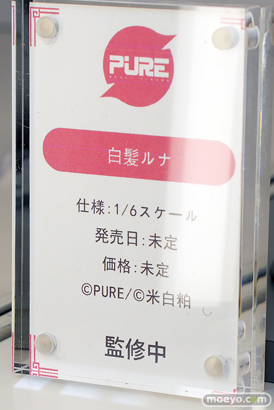 PURE
白髪ルナ
仕様:1/6スケール
発売日:未定
価格:未定
©PURE/©米白粕
監修中
moeyo.com